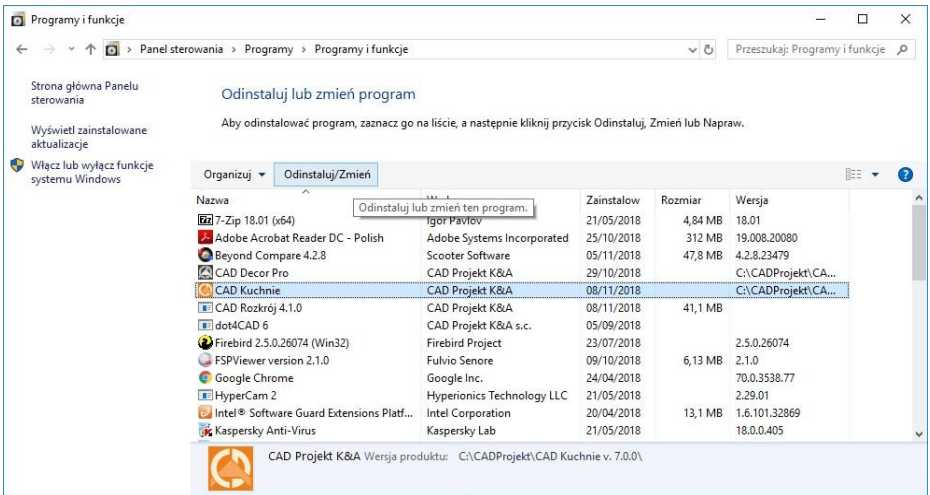 Programy i funkcje
Panel sterowania › Programy › Programy i funkcje
Przeszukaj: Programy i funkcje
Strona główna Panelu
sterowania
Wyświetl zainstalowane
aktualizacje
Włącz lub wyłącz funkcje
systemu Windows
Odinstaluj lub zmień program
Aby odinstalować program, zaznacz go na liście, a następnie kliknij przycisk Odinstaluj, Zmień lub Napraw.
Organizuj Odinstaluj/Zmień
Nazwa Zainstalow Rozmiar Wersja
Odinstaluj lub zmień ten program.
7-Zip 18.01 (x64) Igor Pavlov 21/05/2018 4,84 MB 18.01
Adobe Acrobat Reader DC - Polish Adobe Systems Incorporated 25/10/2018 312 MB 19.008.20080
Beyond Compare 4.2.8 Scooter Software 05/11/2018 47,8 MB 4.2.8.23479
CAD Decor Pro CAD Projekt K&A 29/10/2018 C:\CADProjekt\CA...
CAD Kuchnie CAD Projekt K&A 08/11/2018 C:\CADProjekt\CA...
CAD Rozkrój 4.1.0 CAD Projekt K&A 08/11/2018 41,1 MB
dot4CAD 6 CAD Projekt K&A s.c. 05/09/2018
Firebird 2.5.0.26074 (Win32) Firebird Project 23/07/2018 2.5.0.26074
FSPViewer version 2.1.0 Fulvio Senore 09/10/2018 6,13 MB 2.1.0
Google Chrome Google Inc. 24/04/2018 70.0.3538.77
HyperCam 2 Hyperionics Technology LLC 21/05/2018 2.29.01
Intel® Software Guard Extensions Platf... Intel Corporation 20/04/2018 13,1 MB 1.6.101.32869
Kaspersky Anti-Virus Kaspersky Lab 21/05/2018 18.0.0.405
CAD Projekt K&A Wersja produktu: C:\CADProjekt\CAD Kuchnie v. 7.0.0\